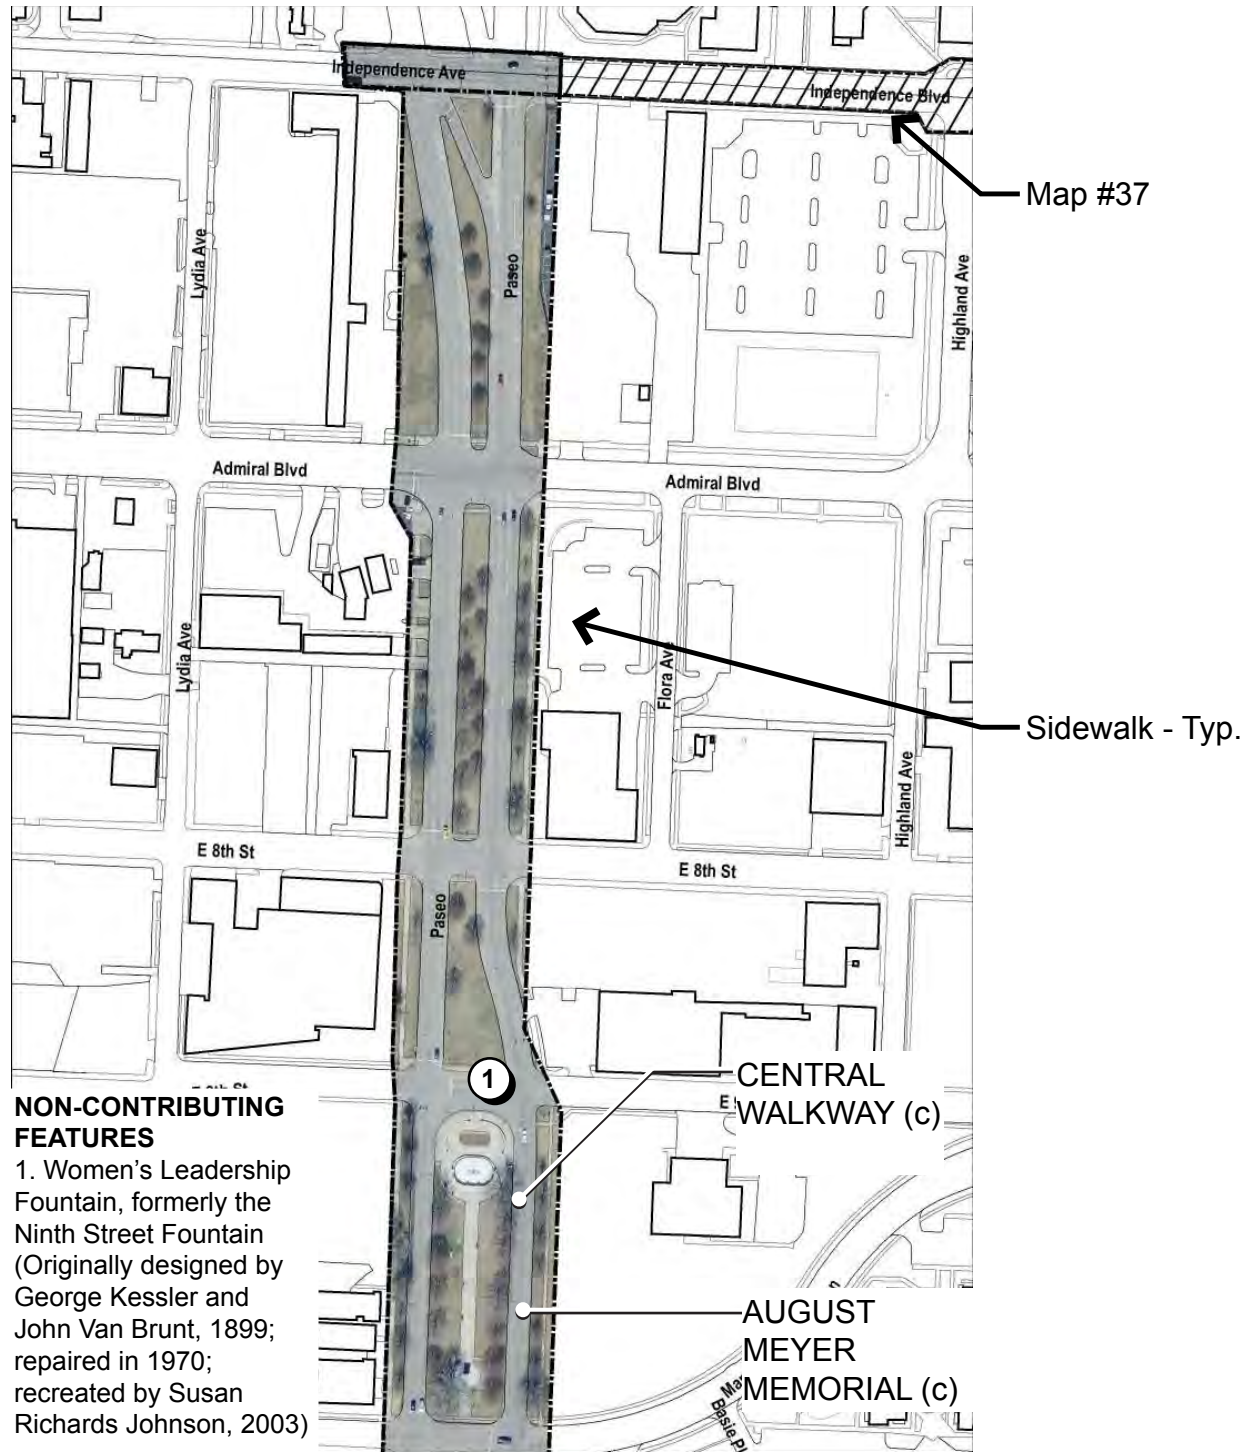 Independence Ave
Independence Blvd
Map #37
Lydia Ave
Paseo
Highland Ave
Admiral Blvd
Admiral Blvd
Lydia Ave
Flora Ave
Sidewalk - Typ.
Highland Ave
E 8th St
E 8th St
Paseo
1
CENTRAL
WALKWAY (c)
NON-CONTRIBUTING
FEATURES
1. Women's Leadership
Fountain, formerly the
Ninth Street Fountain
(Originally designed by
George Kessler and
John Van Brunt, 1899;
repaired in 1970;
recreated by Susan
Richards Johnson, 2003)
AUGUST
MEYER
MEMORIAL (c)
Basie Pl